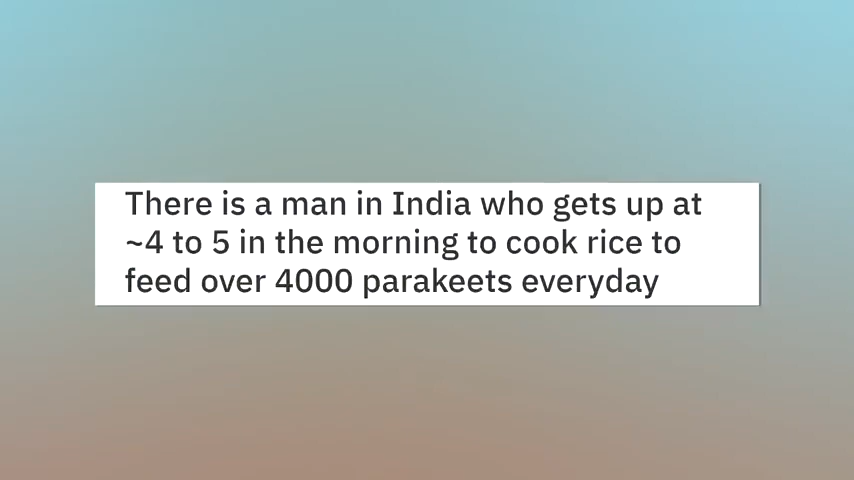 There is a man in India who gets up at
~4 to 5 in the morning to cook rice to
feed over 4000 parakeets everyday